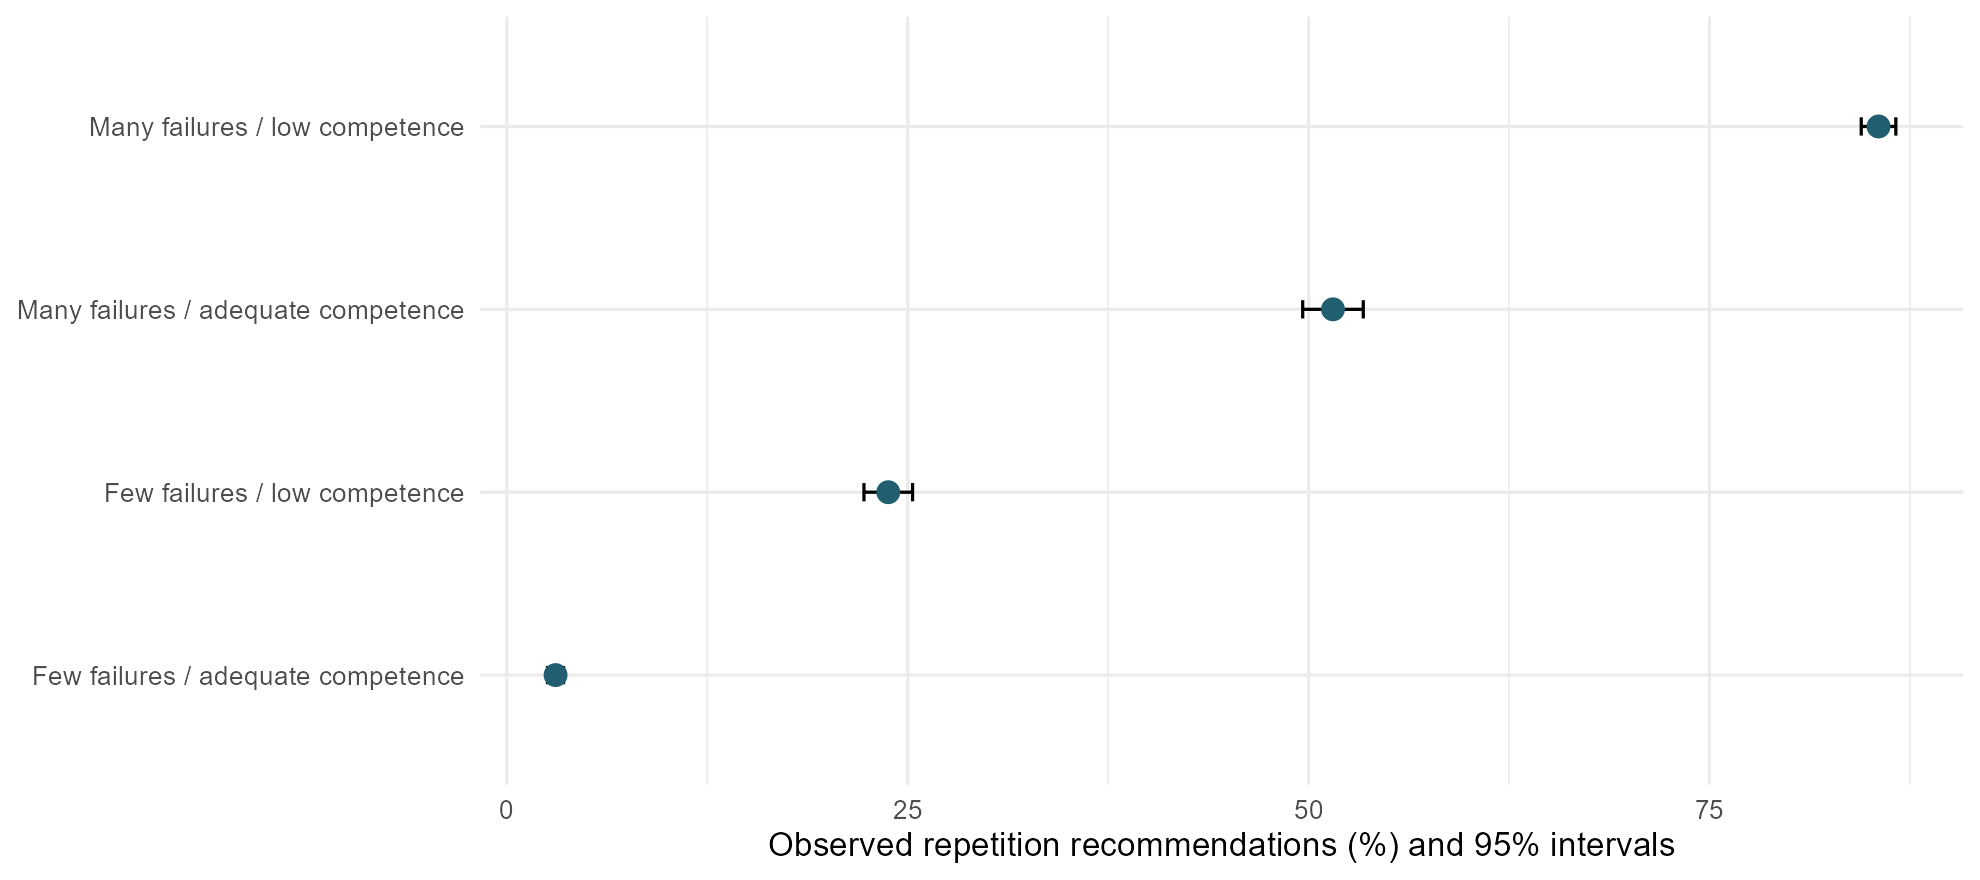 Many failures / low competence
Many failures / adequate competence
Few failures / low competence
Few failures / adequate competence
0 25 50 75
Observed repetition recommendations (%) and 95% intervals